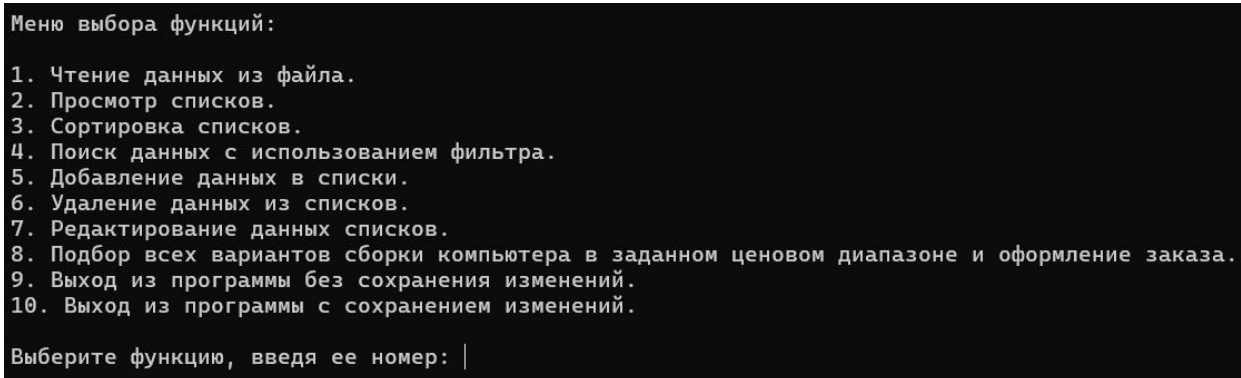 Меню выбора функций:
1. Чтение данных из файла.
2. Просмотр списков.
3. Сортировка списков.
4. Поиск данных с использованием фильтра.
5. Добавление данных в списки.
6. Удаление данных из списков.
7. Редактирование данных списков.
8. Подбор всех вариантов сборки компьютера в заданном ценовом диапазоне и оформление заказа.
9. Выход из программы без сохранения изменений.
10. Выход из программы с сохранением изменений.
Выберите функцию, введя ее номер: